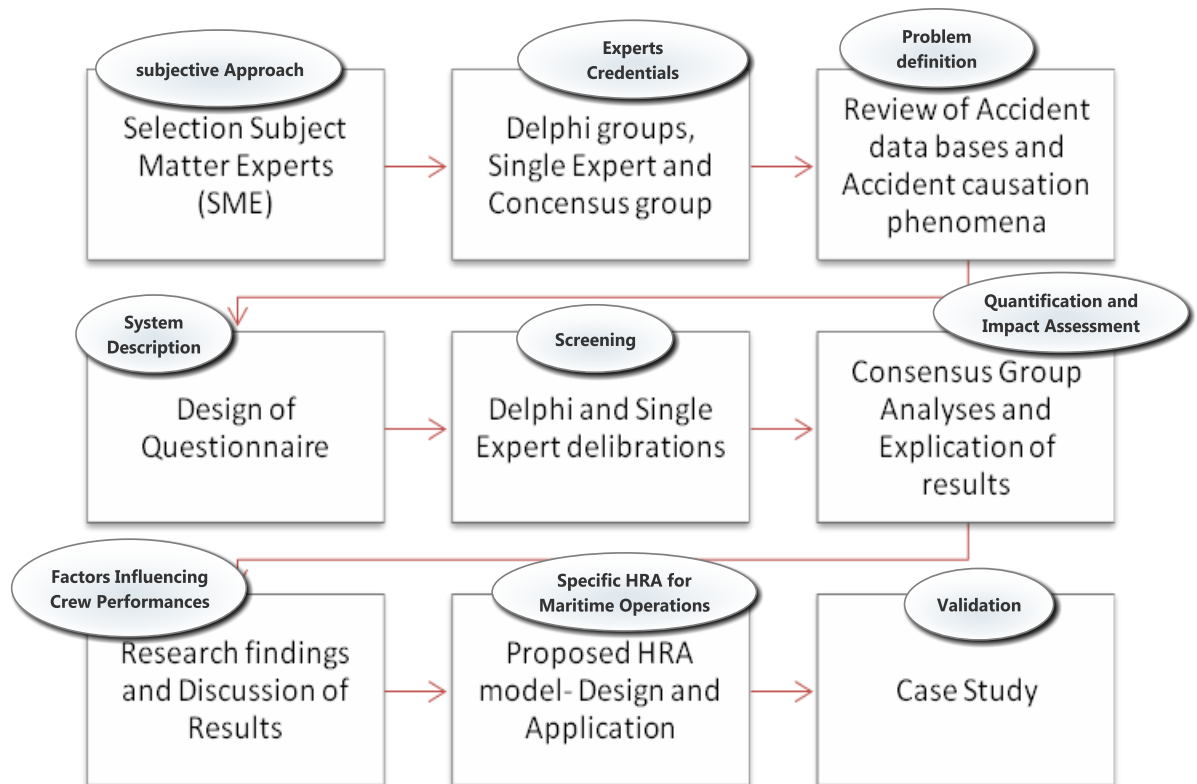 subjective Approach
Selection Subject
Matter Experts
(SME)
Experts
Credentials
Delphi groups,
Single Expert and
Concensus group
Problem
definition
Review of Accident
data bases and
Accident causation
phenomena
System
Description
Design of
Questionnaire
Screening
Delphi and Single
Expert delibrations
Quantification and
Impact Assessment
Consensus Group
Analyses and
Explication of
results
Factors Influencing
Crew Performances
Research findings
and Discussion of
Results
Specific HRA for
Maritime Operations
Proposed HRA
model- Design and
Application
Validation
Case Study